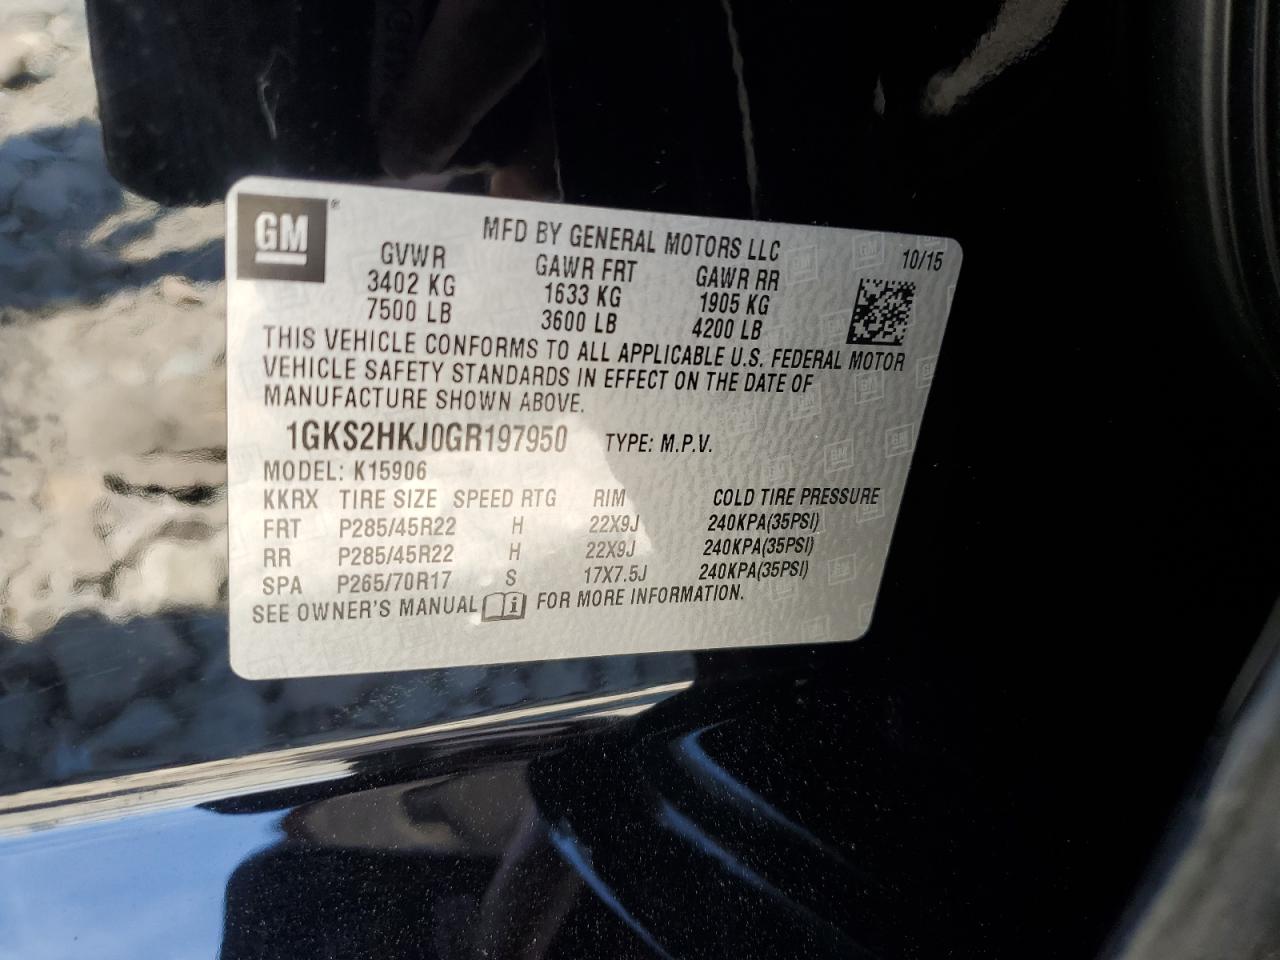 GM®
MFD BY GENERAL MOTORS LLC
10/15
GVWR GAWR FRT GAWR RR
3402 KG 1633 KG 1905 KG
7500 LB 3600 LB 4200 LB
THIS VEHICLE CONFORMS TO ALL APPLICABLE U.S. FEDERAL MOTOR
VEHICLE SAFETY STANDARDS IN EFFECT ON THE DATE OF
MANUFACTURE SHOWN ABOVE.
1GKS2HKJ0GR197950 TYPE: M.P.V.
MODEL: K15906
KKRX TIRE SIZE SPEED RTG RIM COLD TIRE PRESSURE
FRT P285/45R22 H 22X9J 240KPA(35PSI)
RR P285/45R22 H 22X9J 240KPA(35PSI)
SPA P265/70R17 S 17X7.5J 240KPA(35PSI)
SEE OWNER'S MANUAL i FOR MORE INFORMATION.